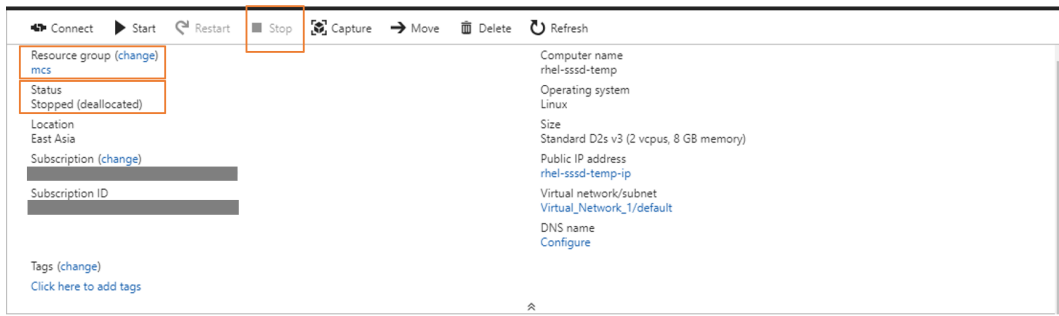 Connect Start Restart Stop Capture Move Delete Refresh
Resource group (change)
mcs
Status
Stopped (deallocated)
Location
East Asia
Subscription (change)
Subscription ID
Tags (change)
Click here to add tags
Computer name
rhel-sssd-temp
Operating system
Linux
Size
Standard D2s v3 (2 vcpus, 8 GB memory)
Public IP address
rhel-sssd-temp-ip
Virtual network/subnet
Virtual_Network_1/default
DNS name
Configure